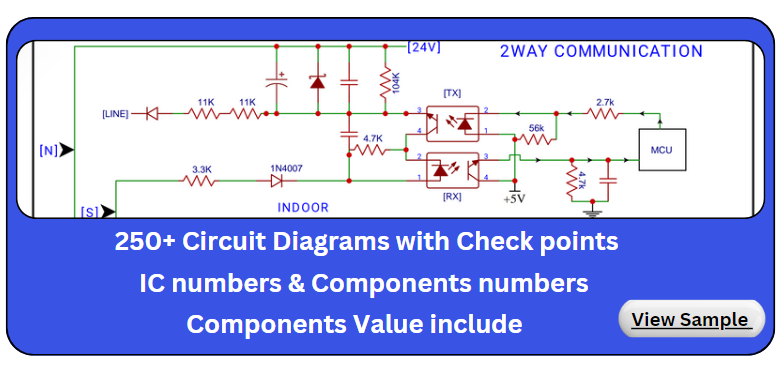 [24V]
2WAY COMMUNICATION
104K
[TX]
[LINE]
11K
11K
3
2
2.7k
4
1
56k
4.7K
[N]
MCU
2
3
3.3K
1N4007
1
4
4.7k
[RX]
+5V
[S]
INDOOR
250+ Circuit Diagrams with Check points
IC numbers & Components numbers
Components Value include
View Sample